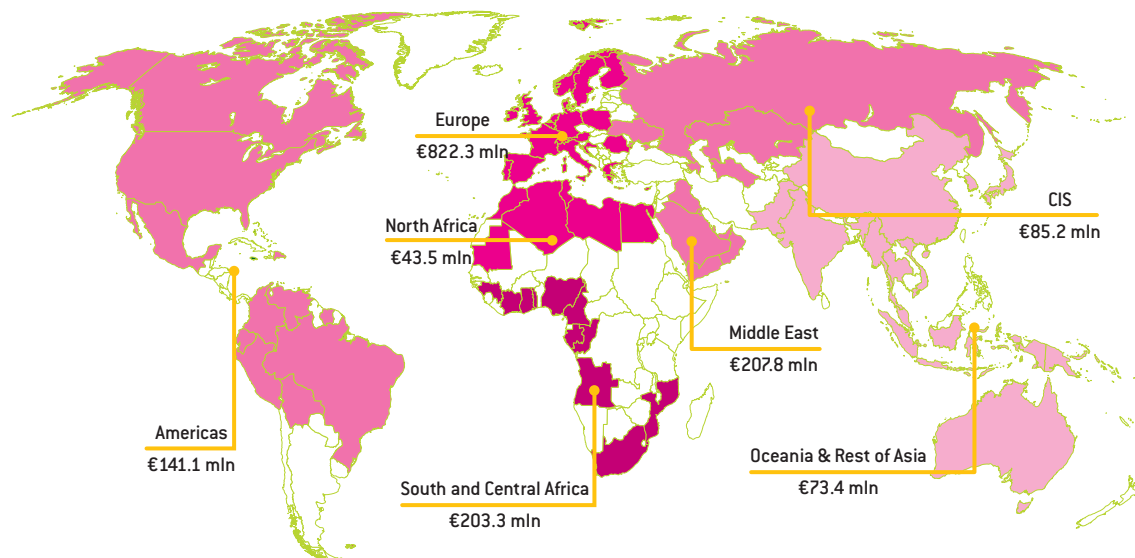 Europe
€822.3 mln
CIS
€85.2 mln
North Africa
€43.5 mln
Middle East
€207.8 mln
Americas
€141.1 mln
Oceania & Rest of Asia
€73.4 mln
South and Central Africa
€203.3 mln